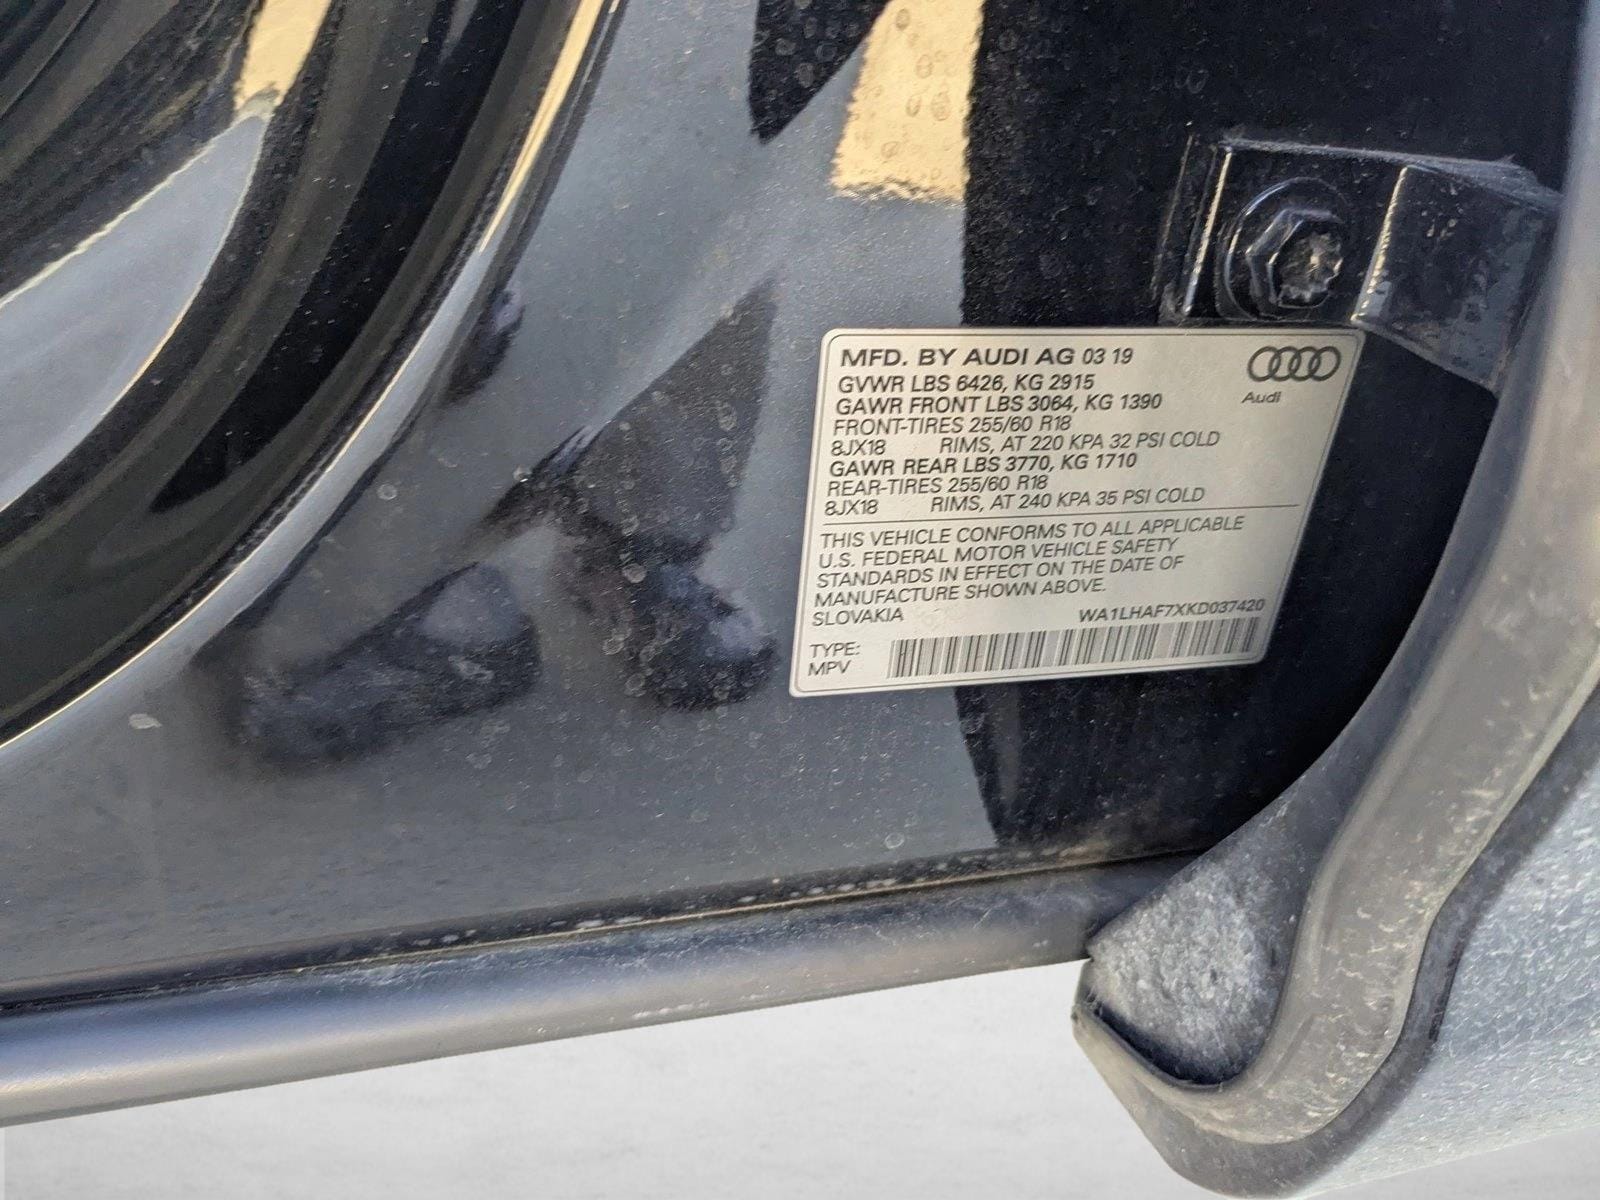 MFD. BY AUDI AG 03 19
GVWR LBS 6426, KG 2915
GAWR FRONT LBS 3064, KG 1390
FRONT-TIRES 255/60 R18
8JX18 RIMS, AT 220 KPA 32 PSI COLD
GAWR REAR LBS 3770, KG 1710
REAR-TIRES 255/60 R18
8JX18 RIMS, AT 240 KPA 35 PSI COLD
Audi
THIS VEHICLE CONFORMS TO ALL APPLICABLE
U.S. FEDERAL MOTOR VEHICLE SAFETY
STANDARDS IN EFFECT ON THE DATE OF
MANUFACTURE SHOWN ABOVE.
SLOVAKIA WA1LHAF7XKD037420
TYPE:
MPV